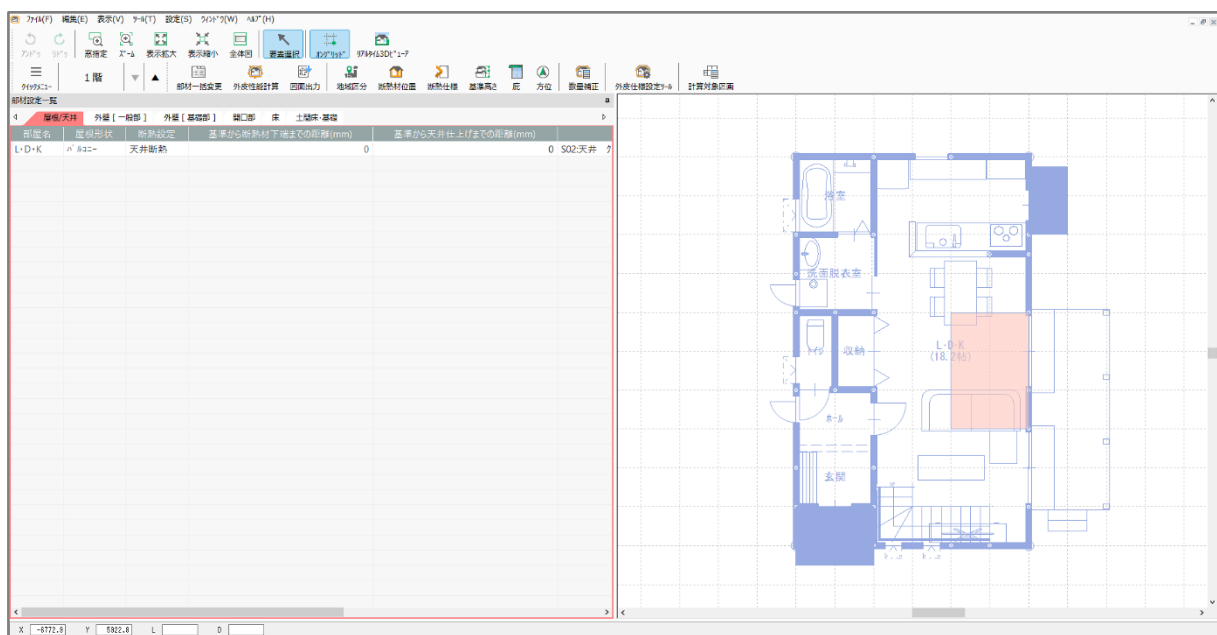 ﾌｧｲﾙ(F) 編集(E) 表示(V) ﾂｰﾙ(T) 設定(S) ｳｨﾝﾄﾞｳ(W) ﾍﾙﾌﾟ(H)
ｱﾝﾄﾞｩ ﾘﾄﾞｩ 窓指定 ｽﾞｰﾑ 表示拡大 表示縮小 全体図 要素選択 ｵﾝｸﾞﾘｯﾄﾞ ﾘｱﾙﾀｲﾑ3Dﾋﾞｭｰｱ
ｸｲｯｸﾒﾆｭｰ 1 階 ▼ ▲ 部材一括変更 外皮性能計算 図面出力 地域区分 断熱材位置 断熱仕様 基準高さ 庇 方位 数量補正 外皮仕様設定ﾂｰﾙ 計算対象区画
部材設定一覧
屋根/天井 外壁 [ 一般部 ] 外壁 [ 基礎部 ] 開口部 床 土間床・基礎
部屋名 屋根形状 断熱設定 基準から断熱材下端までの距離(mm) 基準から天井仕上げまでの距離(mm)
L・D・K ﾊﾞﾙｺﾆｰ 天井断熱 0 0 S02:天井 ｸ
浴室
洗面脱衣室
ﾄｲﾚ 収納
L・D・K
(18.2帖)
ﾎｰﾙ
玄関
X -6772.9 Y 5922.8 L D